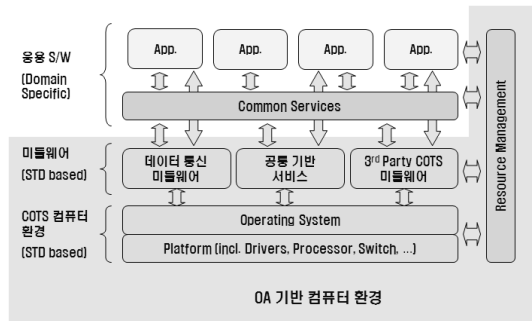 응용 S/W
(Domain
Specific)
App.
App.
App.
App.
Common Services
미들웨어
(STD based)
데이터 통신
미들웨어
공통 기반
서비스
3rd Party COTS
미들웨어
COTS 컴퓨터
환경
(STD based)
Operating System
Platform (incl. Drivers, Processor, Switch, ...)
Resource Management
OA 기반 컴퓨터 환경